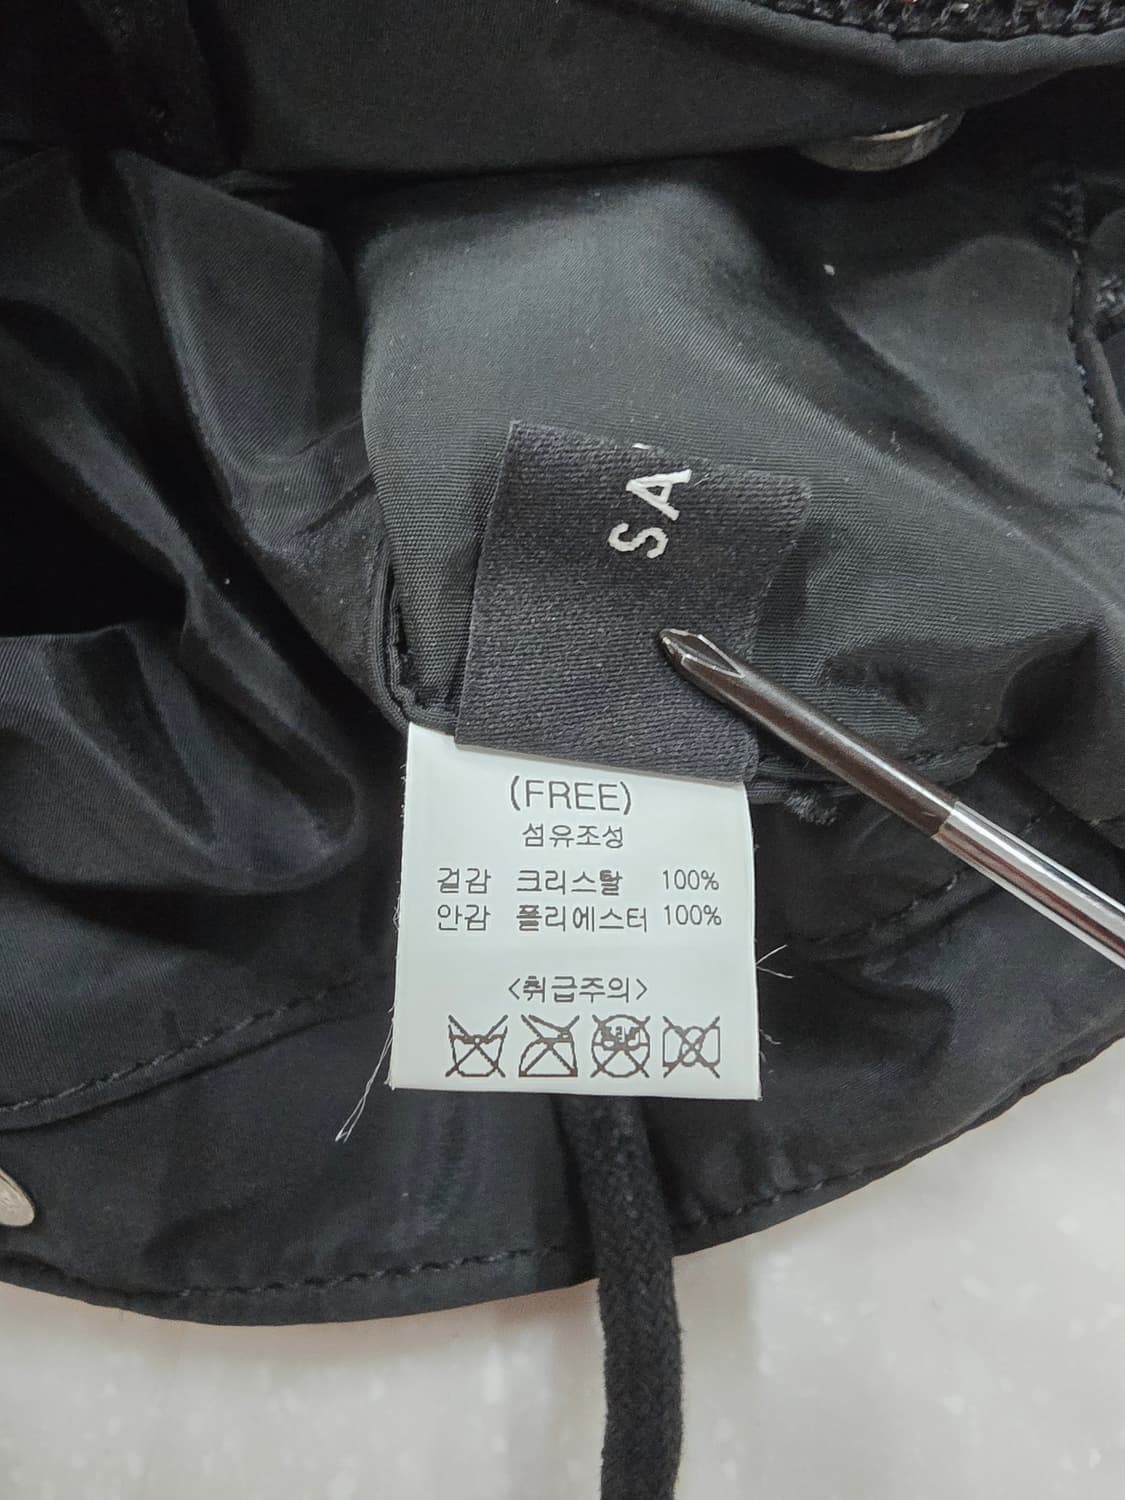 SA
(FREE)
섬유조성
겉감 크리스탈 100%
안감 폴리에스터 100%
<취급주의>